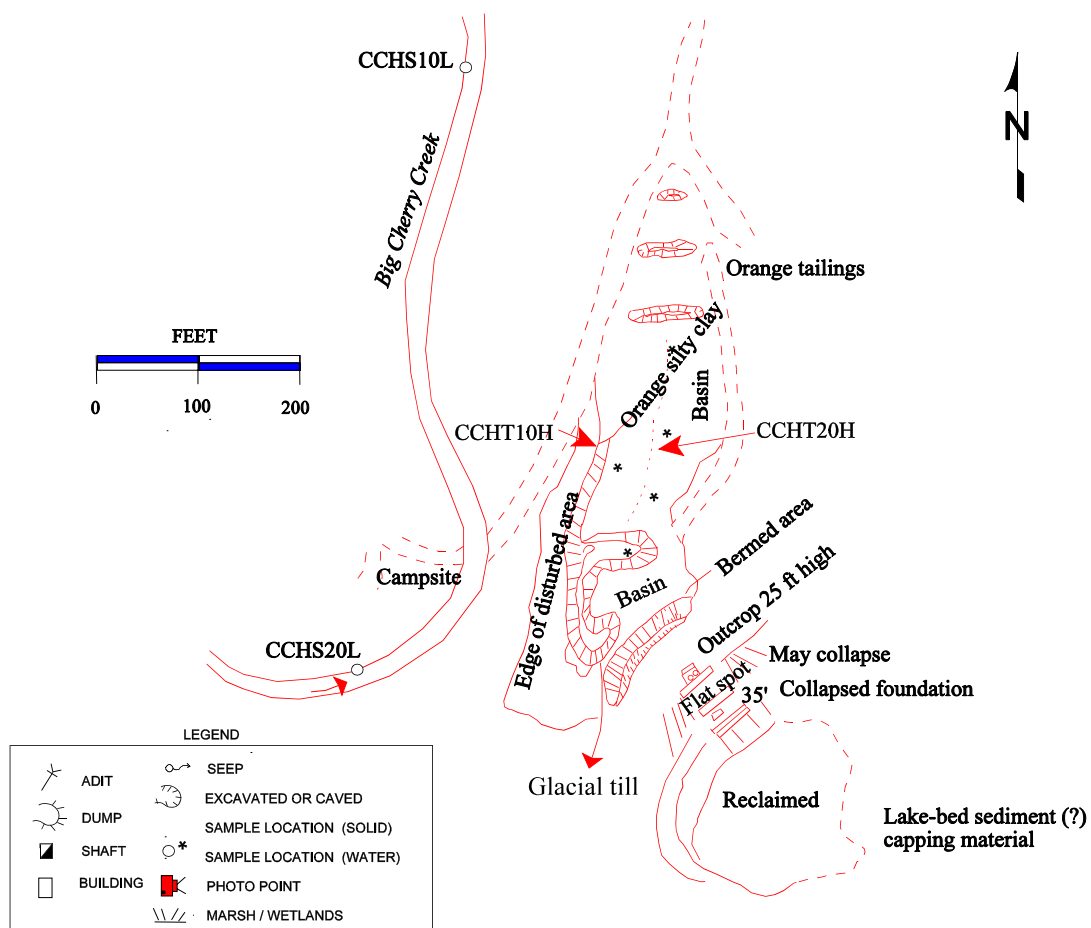 CCHS10L
N
Big Cherry Creek
Orange tailings
FEET
0 100 200
Orange silty clay
Basin
CCHT10H
CCHT20H
Edge of disturbed area
Bermed area
Campsite
Basin
Outcrop 25 ft high
CCHS20L
May collapse
Flat spot
35'
Collapsed foundation
Glacial till
Reclaimed
Lake-bed sediment (?)
capping material
LEGEND
ADIT
DUMP
SHAFT
BUILDING
SEEP
EXCAVATED OR CAVED
SAMPLE LOCATION (SOLID)
SAMPLE LOCATION (WATER)
PHOTO POINT
MARSH / WETLANDS